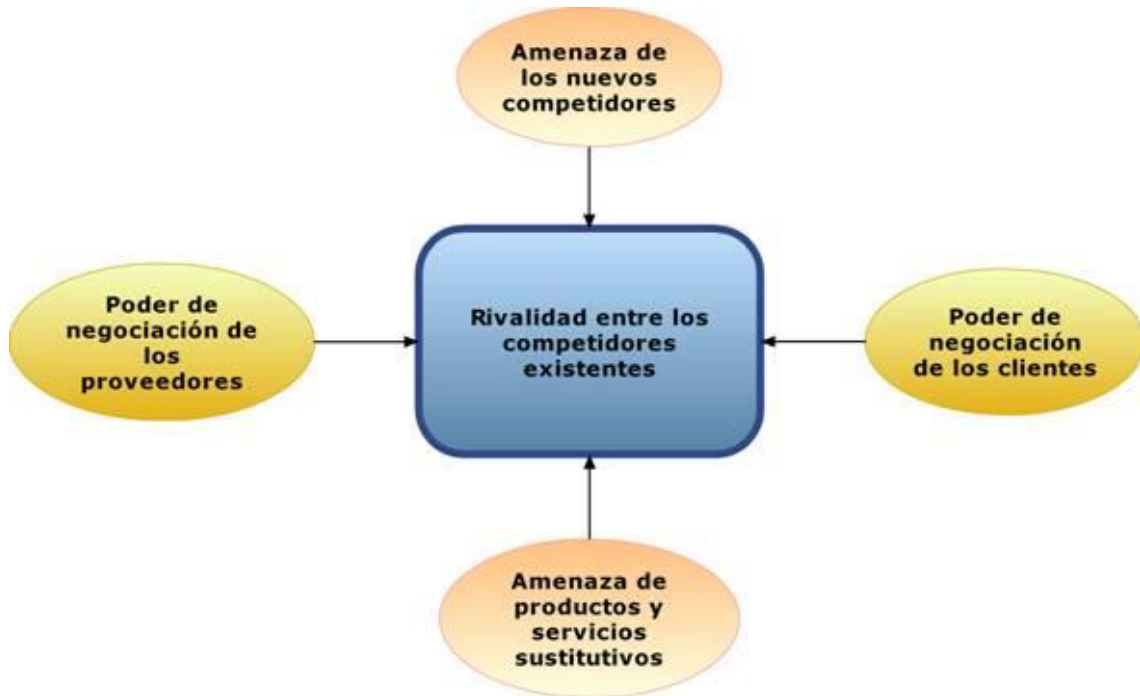 Amenaza de
los nuevos
competidores
Poder de
negociación de
los
proveedores
Rivalidad entre los
competidores
existentes
Poder de
negociación
de los clientes
Amenaza de
productos y
servicios
sustitutivos